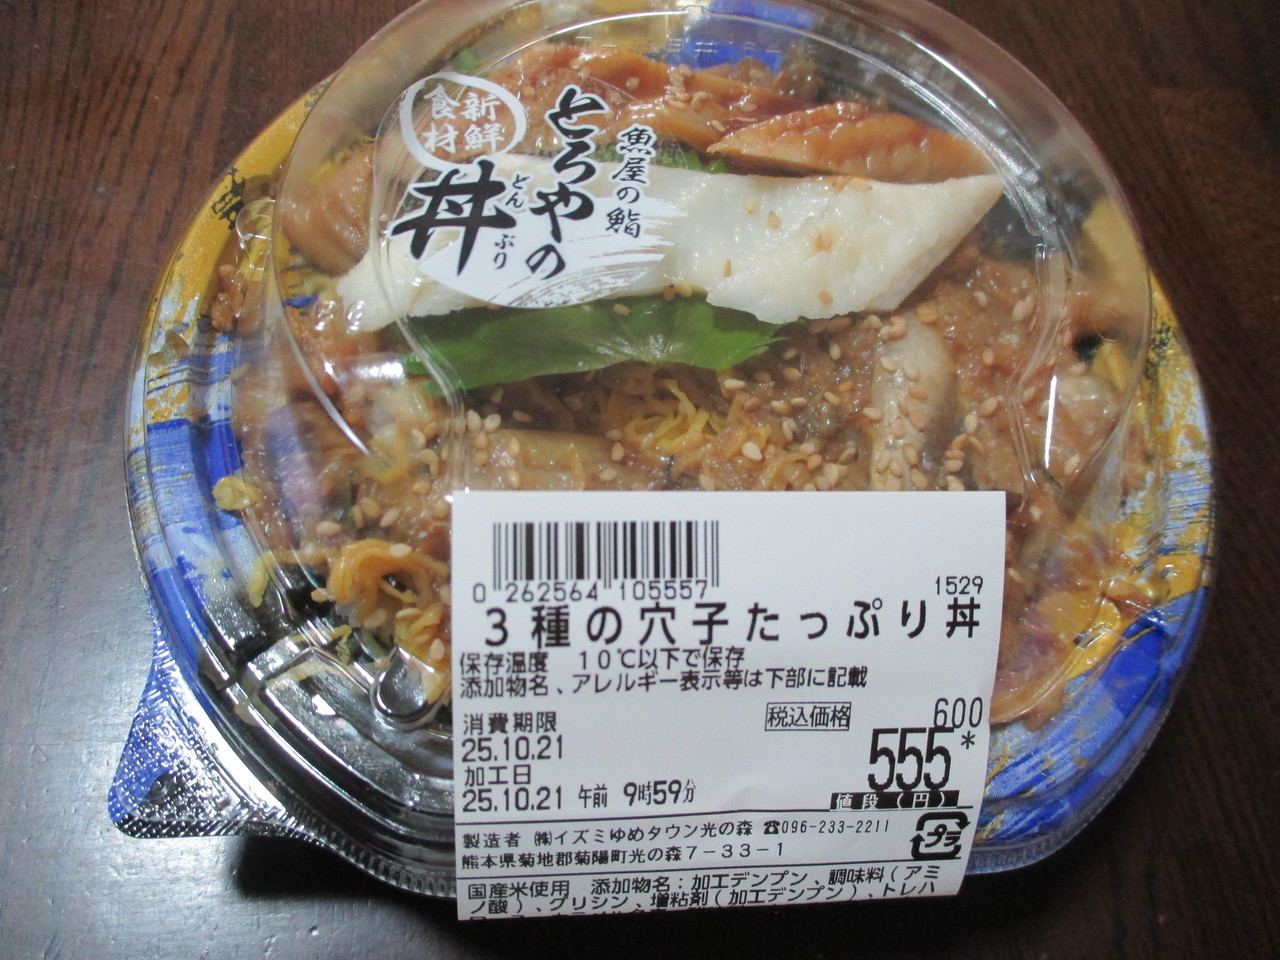 新鮮
食材
魚屋の鮨
とろやの
丼
どんぶり
0 262564 105557
1529
3種の穴子たっぷり丼
保存温度 10℃以下で保存
添加物名、アレルギー表示等は下部に記載
消費期限
25.10.21
加工日
25.10.21 午前 9時59分
税込価格
600
555*
値段(円)
製造者 ㈱イズミゆめタウン光の森 ☎096-233-2211
熊本県菊地郡菊陽町光の森7-33-1
プラ
国産米使用 添加物名:加工デンプン、調味料(アミ
ノ酸)、グリシン、増粘剤(加工デンプン)、トレハ